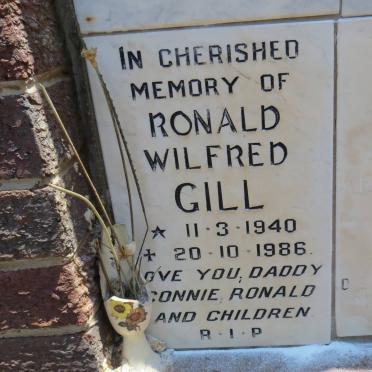 IN CHERISHED
MEMORY OF
RONALD
WILFRED
GILL
★ 11·3·1940
✝ 20·10·1986
LOVE YOU, DADDY
CONNIE, RONALD
AND CHILDREN
R·I·P